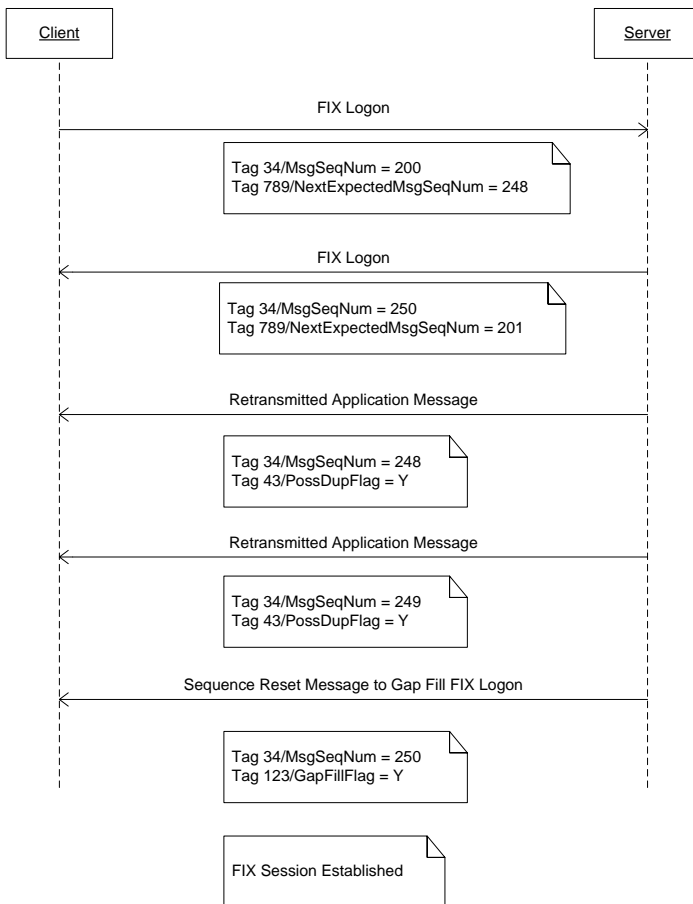 Client
Server
FIX Logon
Tag 34/MsgSeqNum = 200
Tag 789/NextExpectedMsgSeqNum = 248
FIX Logon
Tag 34/MsgSeqNum = 250
Tag 789/NextExpectedMsgSeqNum = 201
Retransmitted Application Message
Tag 34/MsgSeqNum = 248
Tag 43/PossDupFlag = Y
Retransmitted Application Message
Tag 34/MsgSeqNum = 249
Tag 43/PossDupFlag = Y
Sequence Reset Message to Gap Fill FIX Logon
Tag 34/MsgSeqNum = 250
Tag 123/GapFillFlag = Y
FIX Session Established